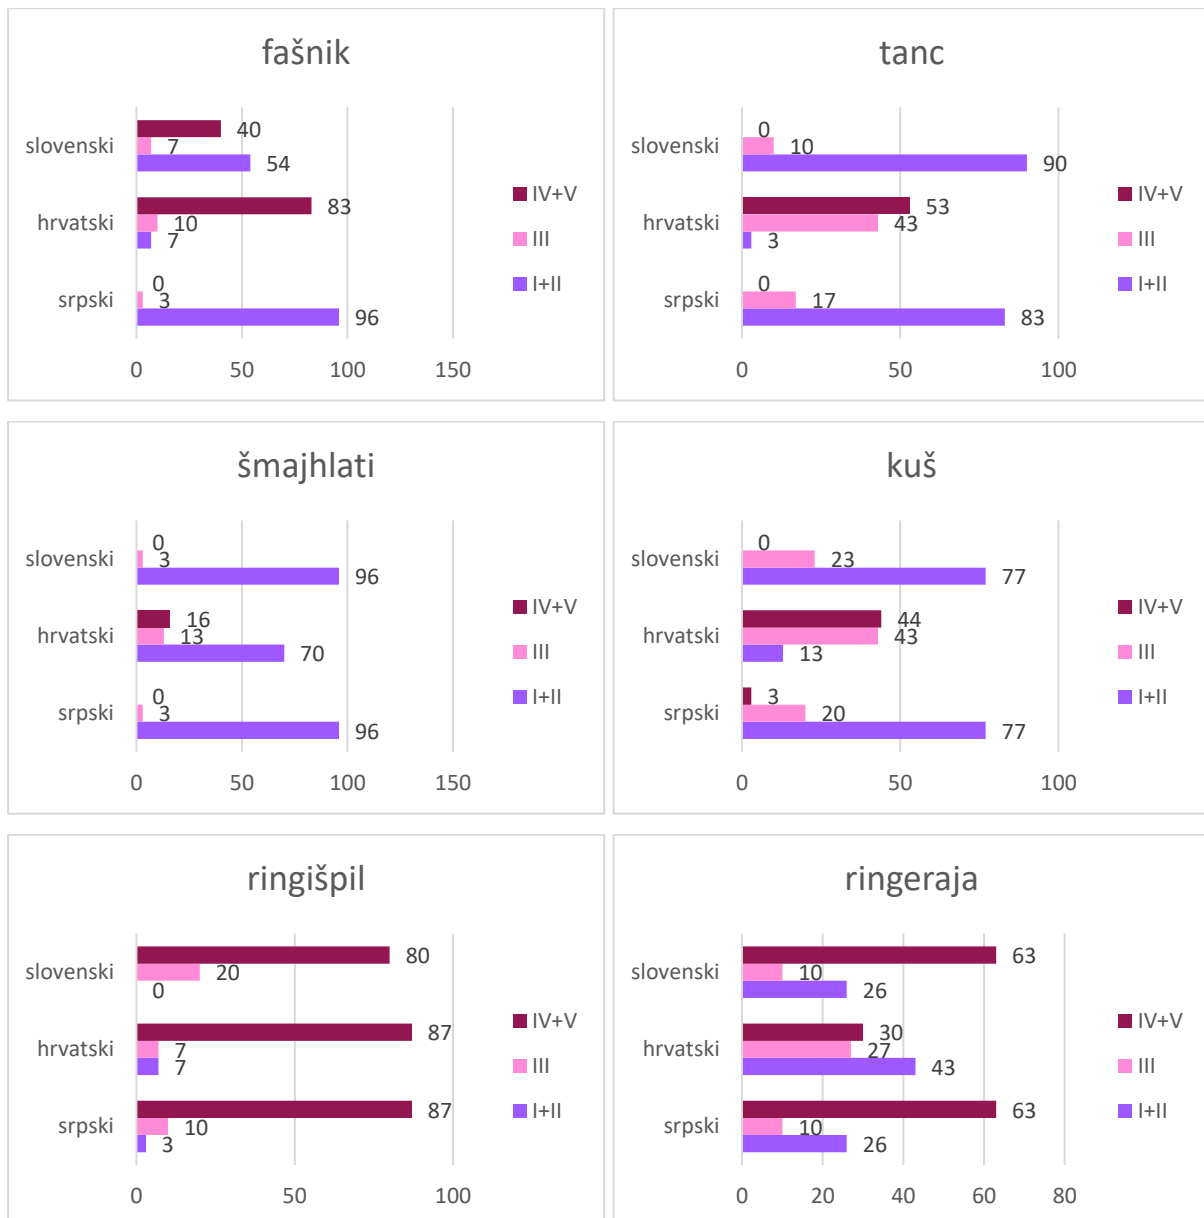 fašnik
slovenski
40
7
54
hrvatski
83
10
7
srpski
0
3
96
0 50 100 150
IV+V
III
I+II
tanc
slovenski
0
10
90
hrvatski
53
43
3
srpski
0
17
83
0 50 100
IV+V
III
I+II
šmajhlati
slovenski
0
3
96
hrvatski
16
13
70
srpski
0
3
96
0 50 100 150
IV+V
III
I+II
kuš
slovenski
0
23
77
hrvatski
44
43
13
srpski
3
20
77
0 50 100
IV+V
III
I+II
ringišpil
slovenski
80
20
0
hrvatski
87
7
7
srpski
87
10
3
0 50 100
IV+V
III
I+II
ringeraja
slovenski
63
10
26
hrvatski
30
27
43
srpski
63
10
26
0 20 40 60 80
IV+V
III
I+II